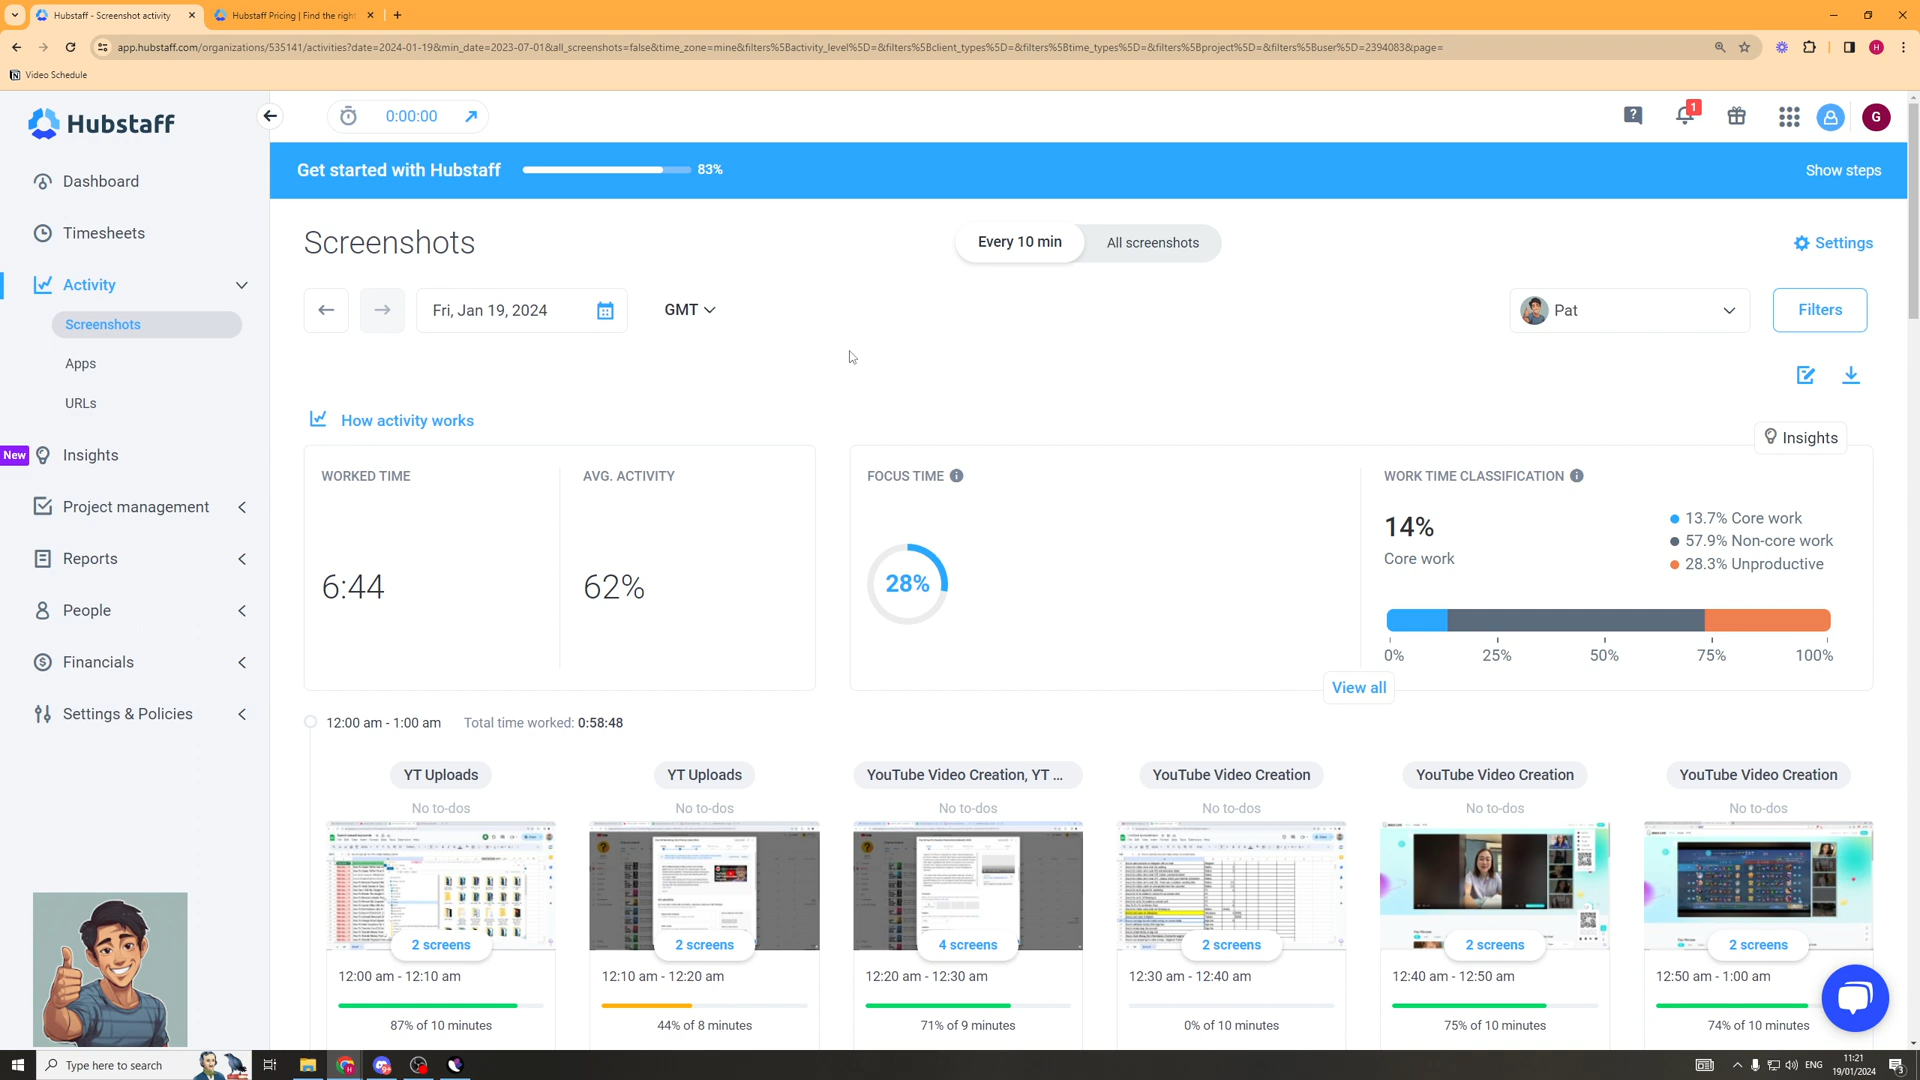 Hubstaff - Screenshot activity
Hubstaff Pricing | Find the righ
app.hubstaff.com/organizations/535141/activities?date=2024-01-19&min_date=2023-07-01&all_screenshots=false&time_zone=mine&filters%5Bactivity_level%5D=&filters%5Bclient_types%5D=&filters%5Btime_types%5D=&filters%5Bproject%5D=&filters%5Buser%5D=2394083&page=
H
Video Schedule
Hubstaff
0:00:00
1
G
Get started with Hubstaff
83%
Show steps
Dashboard
Timesheets
Activity
Screenshots
Apps
URLs
New
Insights
Project management
Reports
People
Financials
Settings & Policies
Screenshots
Every 10 min
All screenshots
Settings
Fri, Jan 19, 2024
GMT
Pat
Filters
How activity works
Insights
WORKED TIME
AVG. ACTIVITY
FOCUS TIME
WORK TIME CLASSIFICATION
6:44
62%
28%
14%
Core work
13.7% Core work
57.9% Non-core work
28.3% Unproductive
0%
25%
50%
75%
100%
View all
12:00 am - 1:00 am
Total time worked: 0:58:48
YT Uploads
YT Uploads
YouTube Video Creation, YT ...
YouTube Video Creation
YouTube Video Creation
YouTube Video Creation
No to-dos
No to-dos
No to-dos
No to-dos
No to-dos
No to-dos
2 screens
2 screens
4 screens
2 screens
2 screens
2 screens
12:00 am - 12:10 am
12:10 am - 12:20 am
12:20 am - 12:30 am
12:30 am - 12:40 am
12:40 am - 12:50 am
12:50 am - 1:00 am
87% of 10 minutes
44% of 8 minutes
71% of 9 minutes
0% of 10 minutes
75% of 10 minutes
74% of 10 minutes
Type here to search
ENG
11:21
19/01/2024
3